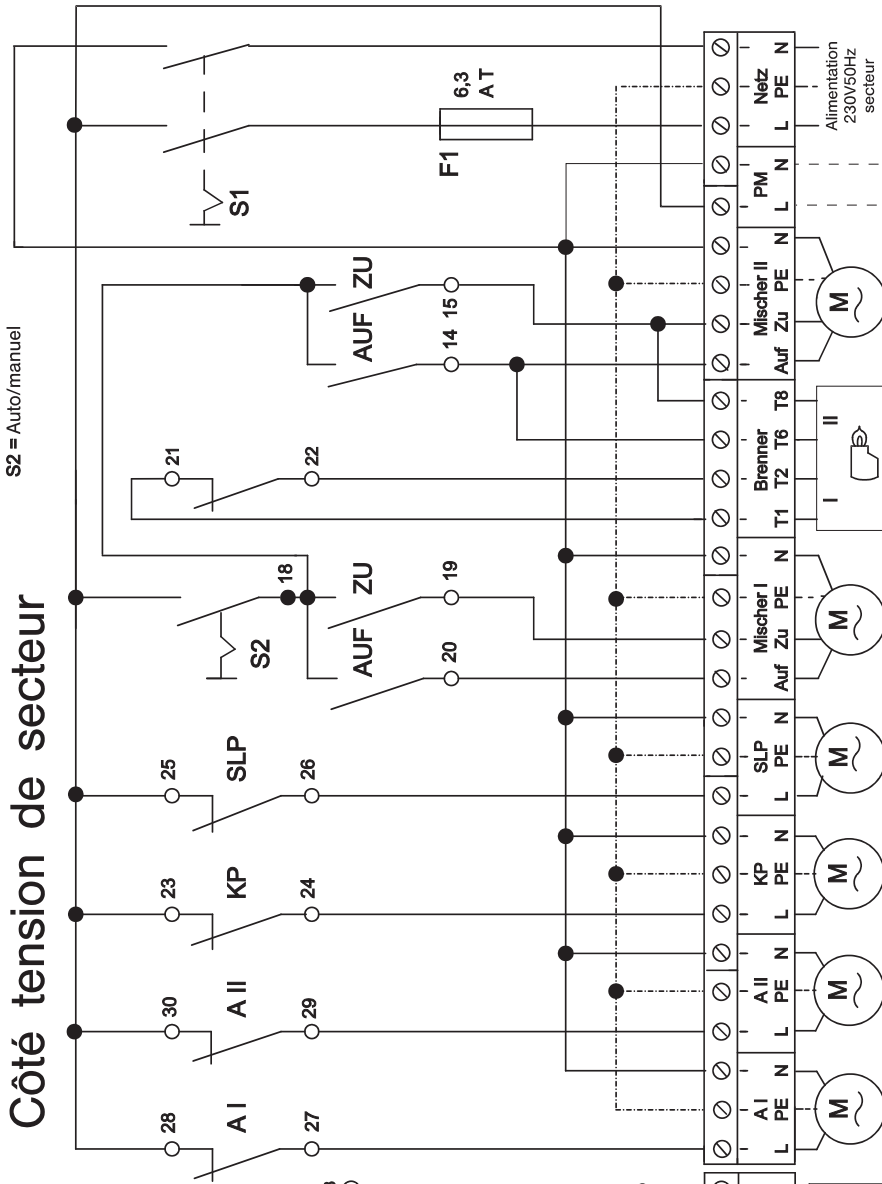 Côté tension de secteur
S2 = Auto/manuel
28
A I
27
30
A II
29
23
KP
24
25
SLP
26
S2
18
AUF
ZU
20
19
21
22
AUF
ZU
14
15
S1
F1
6,3
A T
A I
L PE N
A II
L PE N
KP
L PE N
SLP
L PE N
Mischer I
Auf Zu PE N
Brenner
T1 T2 T6 T8
Mischer II
Auf Zu PE N
PM
L N
Netz
L PE N
M
M
M
M
M
I II
M
Alimentation
230V50Hz
secteur